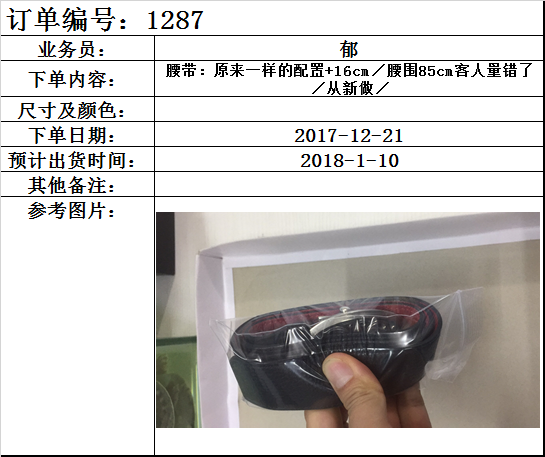 订单编号：1287
业务员： 郁
下单内容： 腰带：原来一样的配置+16cm／腰围85cm客人量错了
／从新做／
尺寸及颜色：
下单日期： 2017-12-21
预计出货时间： 2018-1-10
其他备注：
参考图片：